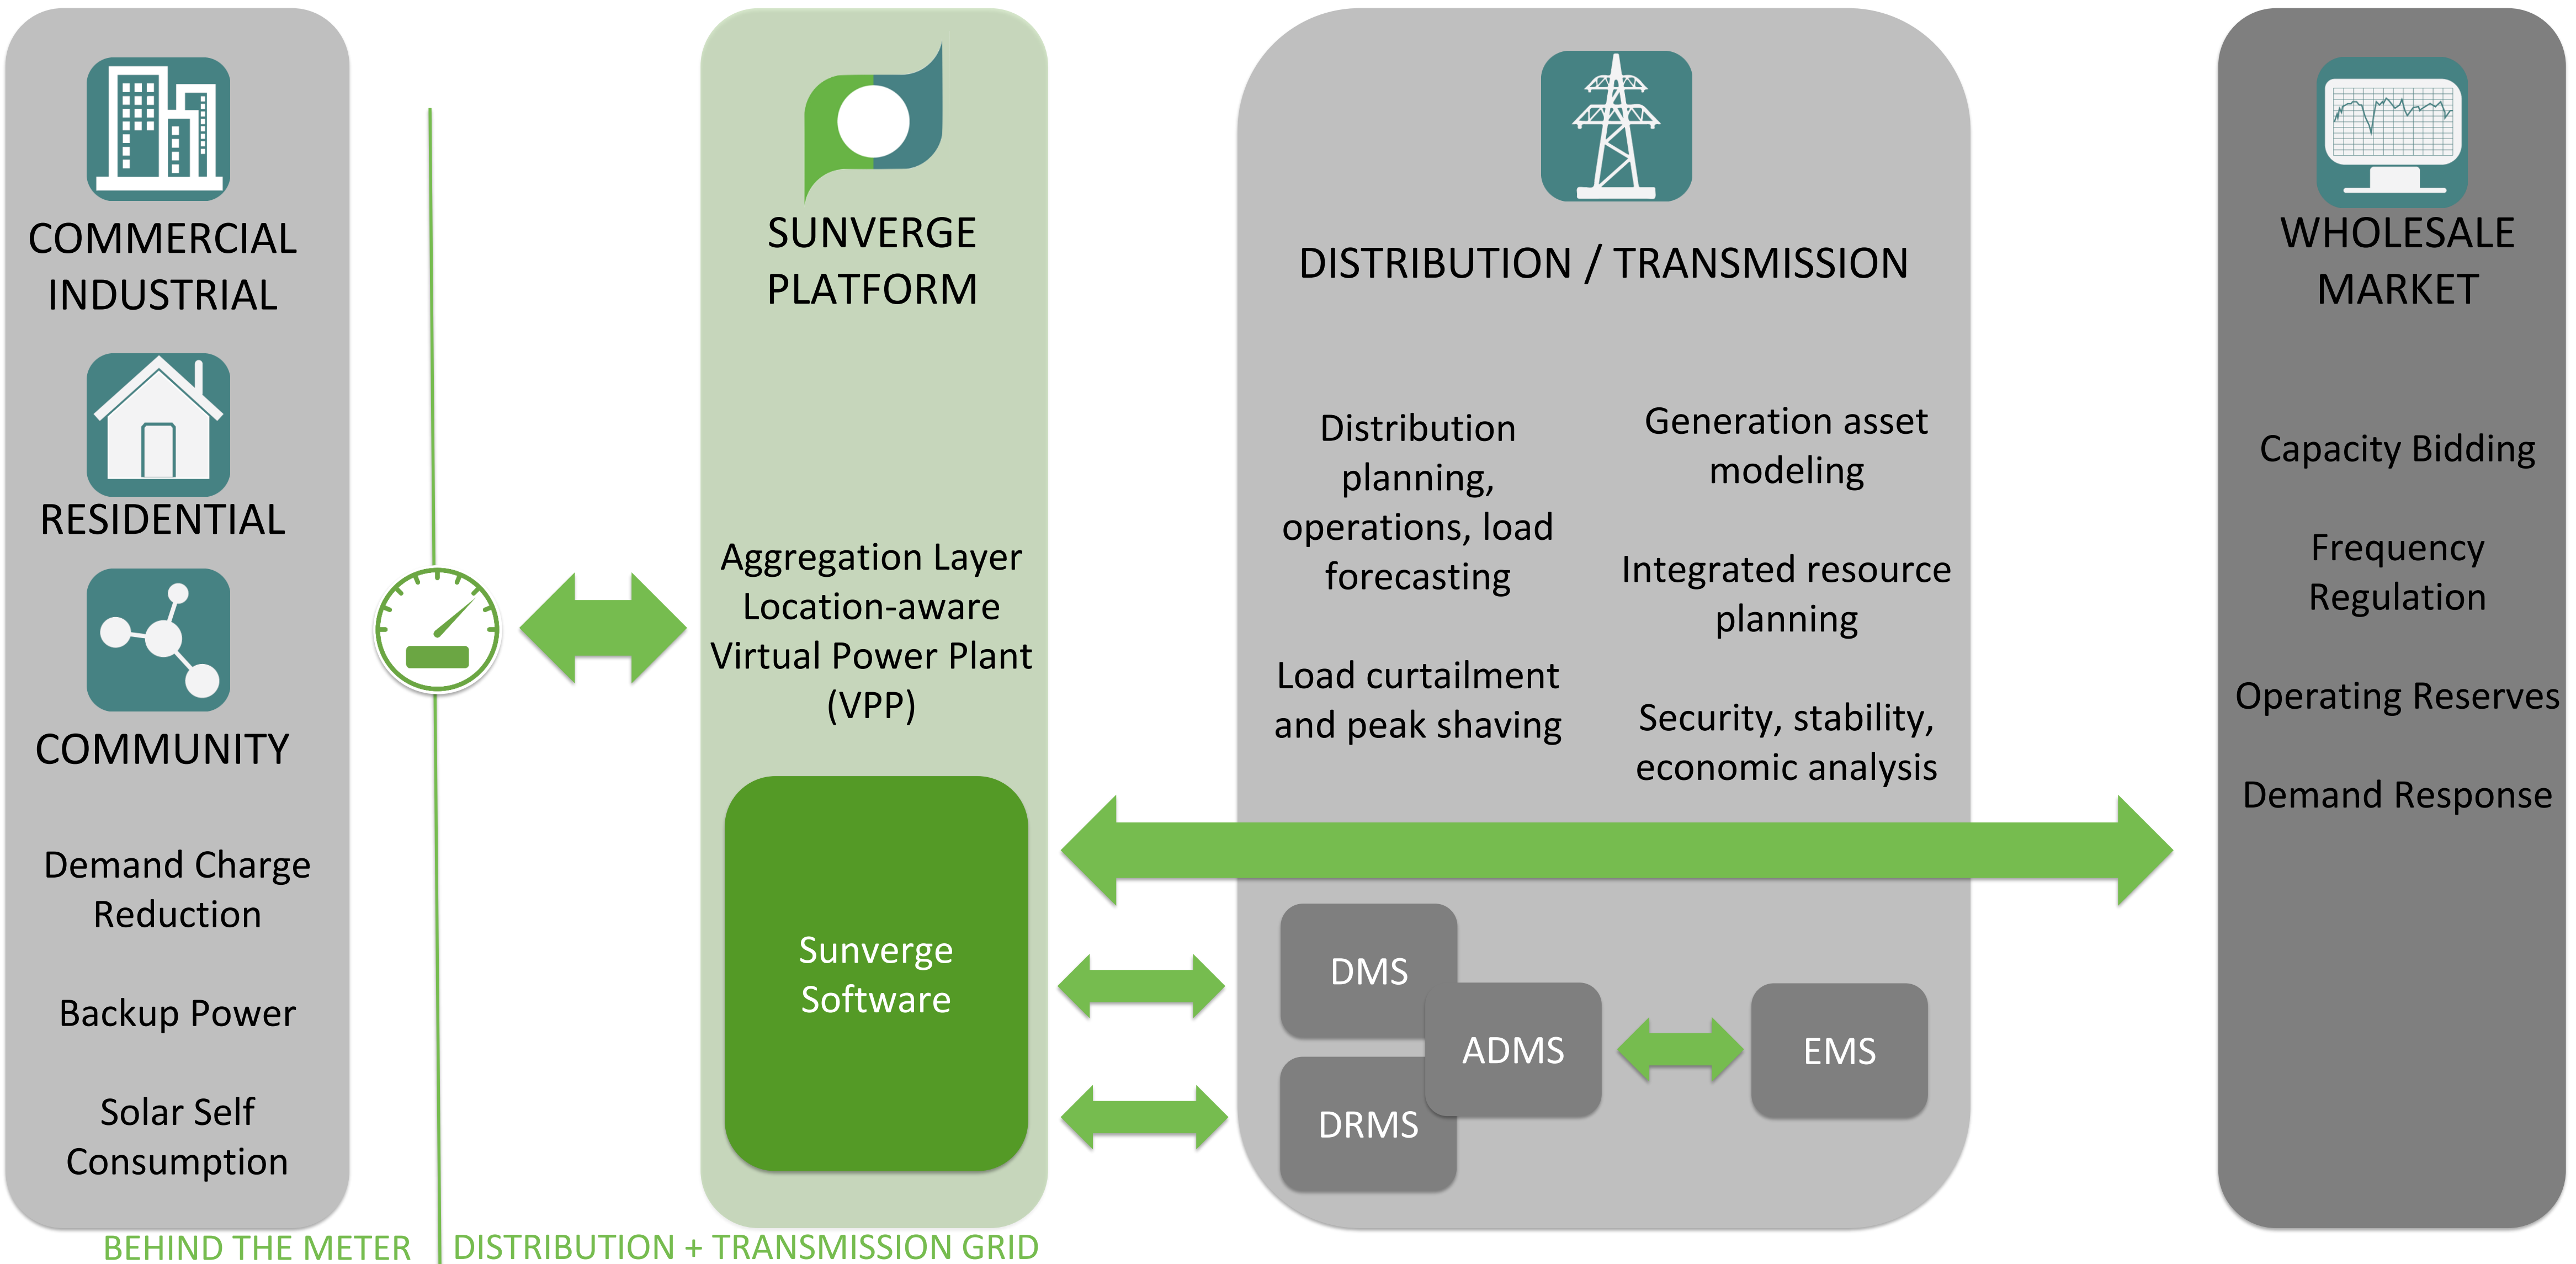 COMMERCIAL
INDUSTRIAL
RESIDENTIAL
COMMUNITY
Demand Charge
Reduction
Backup Power
Solar Self
Consumption
BEHIND THE METER
DISTRIBUTION + TRANSMISSION GRID
SUNVERGE
PLATFORM
Aggregation Layer
Location-aware
Virtual Power Plant
(VPP)
Sunverge
Software
DISTRIBUTION / TRANSMISSION
Distribution
planning,
operations, load
forecasting
Load curtailment
and peak shaving
Generation asset
modeling
Integrated resource
planning
Security, stability,
economic analysis
DMS
ADMS
DRMS
EMS
WHOLESALE
MARKET
Capacity Bidding
Frequency
Regulation
Operating Reserves
Demand Response